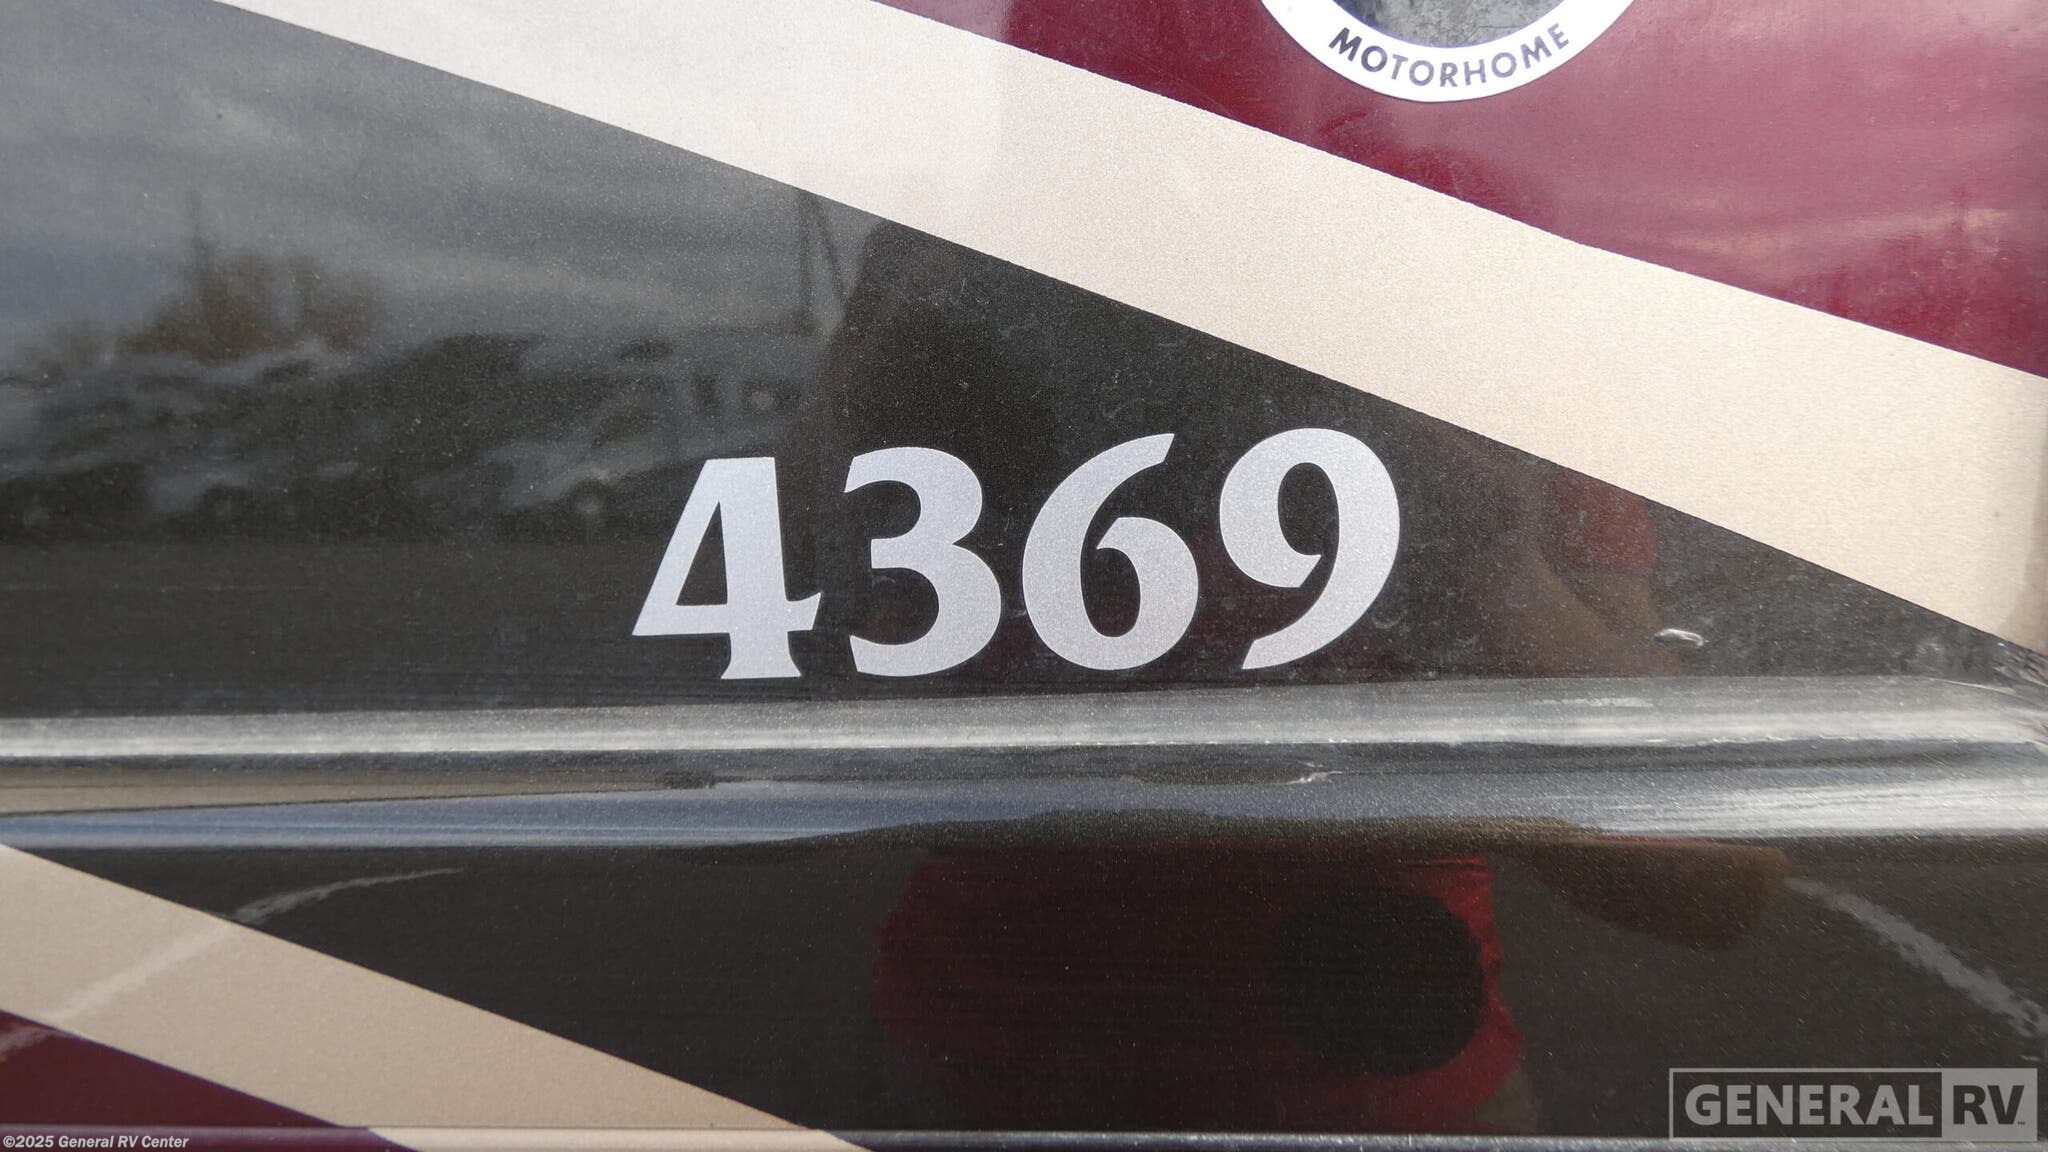 MOTORHOME
4369
GENERAL RV
©2025 General RV Center